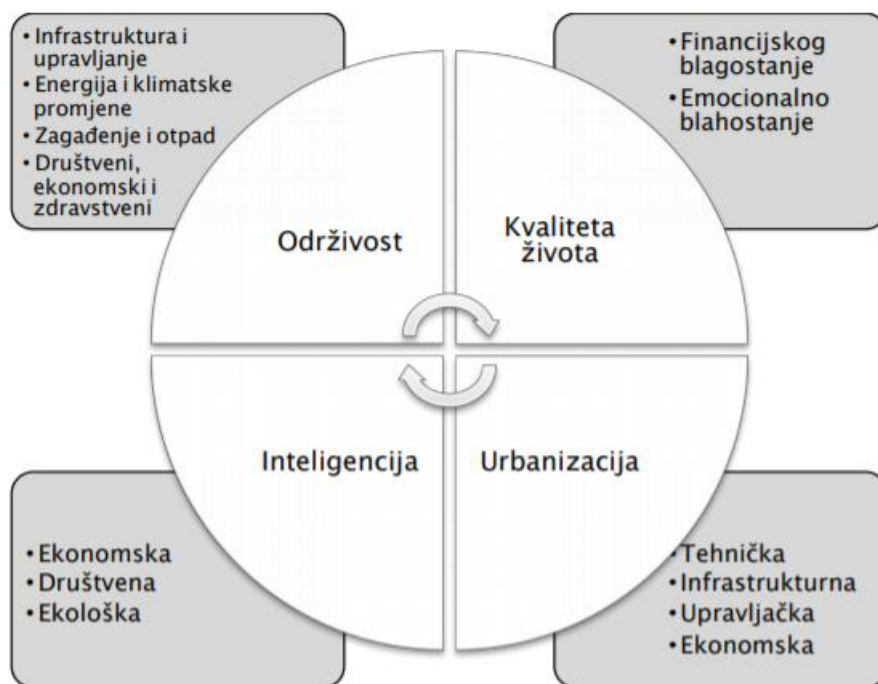 • Infrastruktura i
upravljanje
• Energija i klimatske
promjene
• Zagađenje i otpad
• Društveni,
ekonomski i
zdravstveni
• Financijskog
blagostanje
• Emocionalno
blahostanje
Održivost
Kvaliteta
života
Inteligencija
Urbanizacija
• Ekonomska
• Društvena
• Ekološka
• Tehnička
• Infrastrukturna
• Upravljačka
• Ekonomska